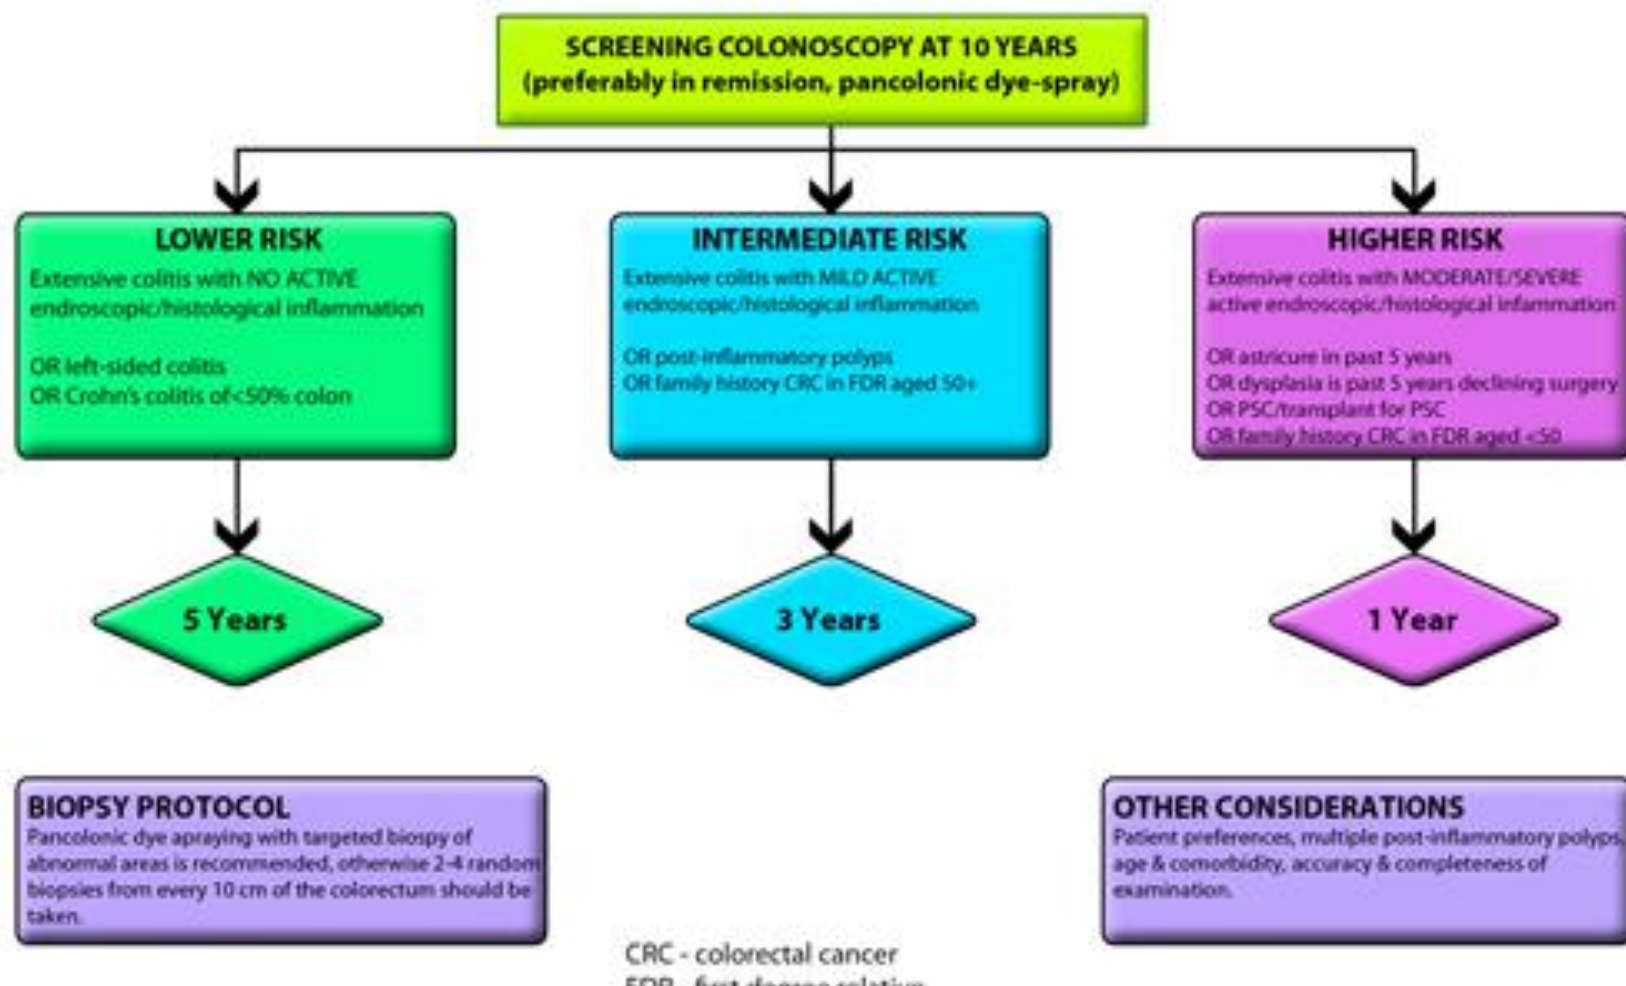 SCREENING COLONOSCOPY AT 10 YEARS
(preferably in remission, pancolonic dye-spray)
LOWER RISK
Extensive colitis with NO ACTIVE
endroscopic/histological inflammation
OR left-sided colitis
OR Crohn's colitis of<50% colon
INTERMEDIATE RISK
Extensive colitis with MILD ACTIVE
endroscopic/histological inflammation
OR post-inflammatory polyps
OR family history CRC in FDR aged 50+
HIGHER RISK
Extensive colitis with MODERATE/SEVERE
active endroscopic/histological infammation
OR astricure in past 5 years
OR dysplasia is past 5 years declining surgery
OR PSC/transplant for PSC
OR family history CRC in FDR aged <50
5 Years
3 Years
1 Year
BIOPSY PROTOCOL
Pancolonic dye apraying with targeted biospy of
abnormal areas is recommended, otherwise 2-4 random
biopsies from every 10 cm of the colorectum should be
taken.
OTHER CONSIDERATIONS
Patient preferences, multiple post-inflammatory polyps,
age & comorbidity, accuracy & completeness of
examination.
CRC - colorectal cancer
FDR - first degree relative